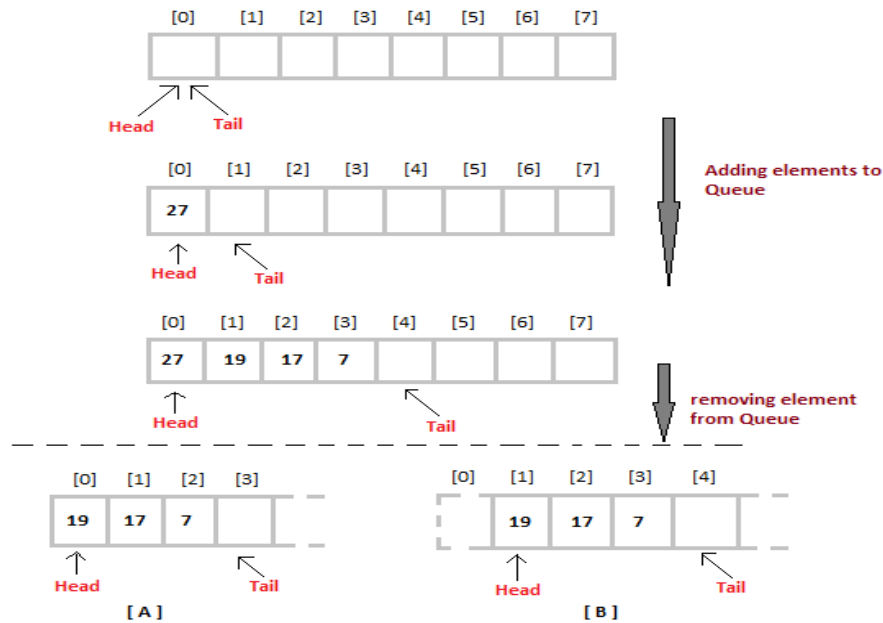 [0] [1] [2] [3] [4] [5] [6] [7]
Head Tail
Adding elements to
Queue
[0] [1] [2] [3] [4] [5] [6] [7]
27
Head Tail
[0] [1] [2] [3] [4] [5] [6] [7]
27 19 17 7
Head Tail
removing element
from Queue
[0] [1] [2] [3]
19 17 7
Head Tail
[ A ]
[0] [1] [2] [3] [4]
19 17 7
Head Tail
[ B ]